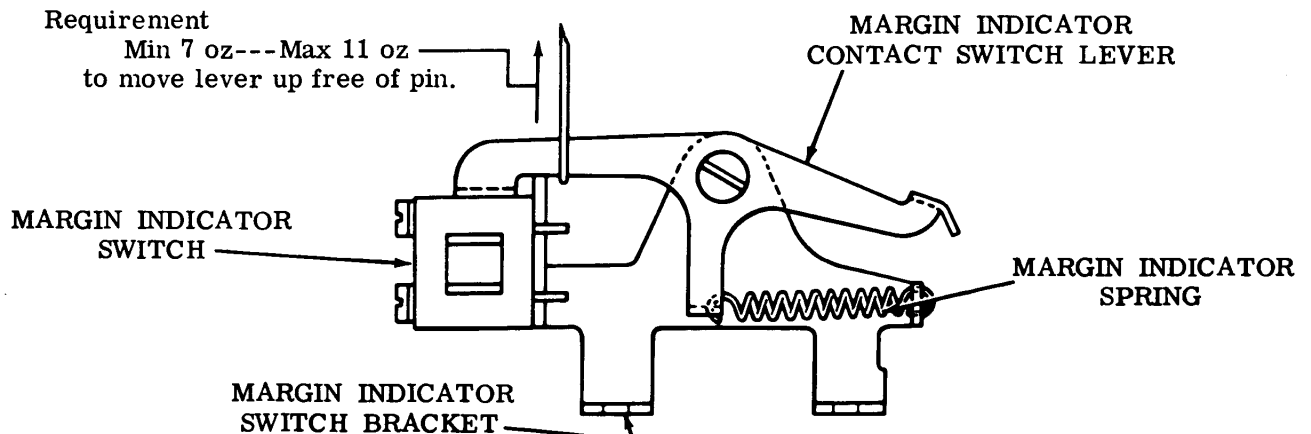 Requirement
Min 7 oz---Max 11 oz
to move lever up free of pin.
MARGIN INDICATOR
CONTACT SWITCH LEVER
MARGIN INDICATOR
SWITCH
MARGIN INDICATOR
SPRING
MARGIN INDICATOR
SWITCH BRACKET